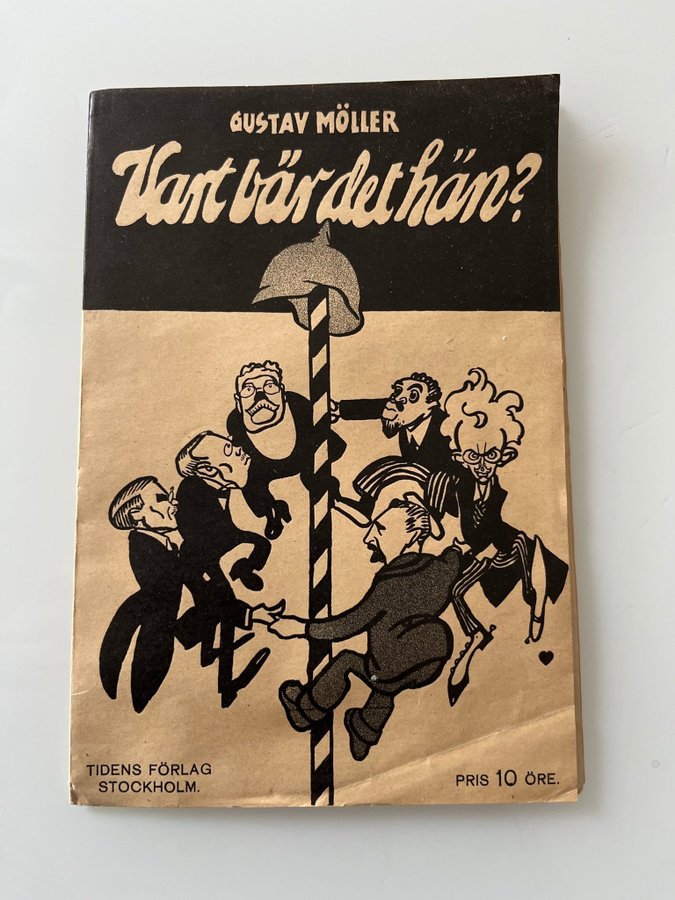 GUSTAV MÖLLER
Vart bär det hän?
TIDENS FÖRLAG
STOCKHOLM.
PRIS 10 ÖRE.